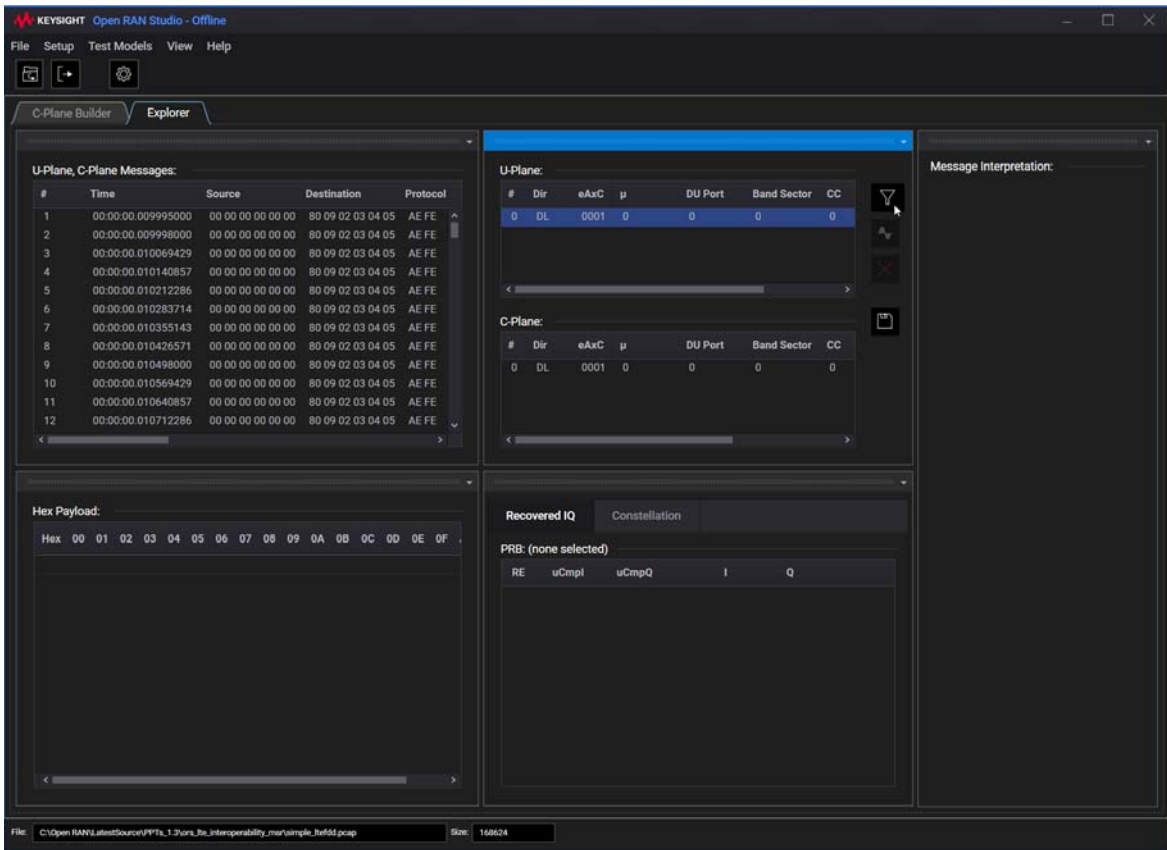 KEYSIGHT Open RAN Studio - Offline
File Setup Test Models View Help
C-Plane Builder Explorer
U-Plane, C-Plane Messages:
# Time Source Destination Protocol
1 00:00:00.009995000 00 00 00 00 00 00 80 09 02 03 04 05 AE FE
2 00:00:00.009998000 00 00 00 00 00 00 80 09 02 03 04 05 AE FE
3 00:00:00.010069429 00 00 00 00 00 00 80 09 02 03 04 05 AE FE
4 00:00:00.010140857 00 00 00 00 00 00 80 09 02 03 04 05 AE FE
5 00:00:00.010212286 00 00 00 00 00 00 80 09 02 03 04 05 AE FE
6 00:00:00.010283714 00 00 00 00 00 00 80 09 02 03 04 05 AE FE
7 00:00:00.010355143 00 00 00 00 00 00 80 09 02 03 04 05 AE FE
8 00:00:00.010426571 00 00 00 00 00 00 80 09 02 03 04 05 AE FE
9 00:00:00.010498000 00 00 00 00 00 00 80 09 02 03 04 05 AE FE
10 00:00:00.010569429 00 00 00 00 00 00 80 09 02 03 04 05 AE FE
11 00:00:00.010640857 00 00 00 00 00 00 80 09 02 03 04 05 AE FE
12 00:00:00.010712286 00 00 00 00 00 00 80 09 02 03 04 05 AE FE
U-Plane:
# Dir eAxC µ DU Port Band Sector CC
0 DL 0001 0 0 0 0
C-Plane:
# Dir eAxC µ DU Port Band Sector CC
0 DL 0001 0 0 0 0
Message Interpretation:
Hex Payload:
Hex 00 01 02 03 04 05 06 07 08 09 0A 0B 0C 0D 0E 0F
Recovered IQ Constellation
PRB: (none selected)
RE uCmpI uCmpQ I Q
File: C:\Open RAN\LatestSource\PPTs_1.3\ors_lte_interoperability_msr\simple_ltefdd.pcap Size: 168624